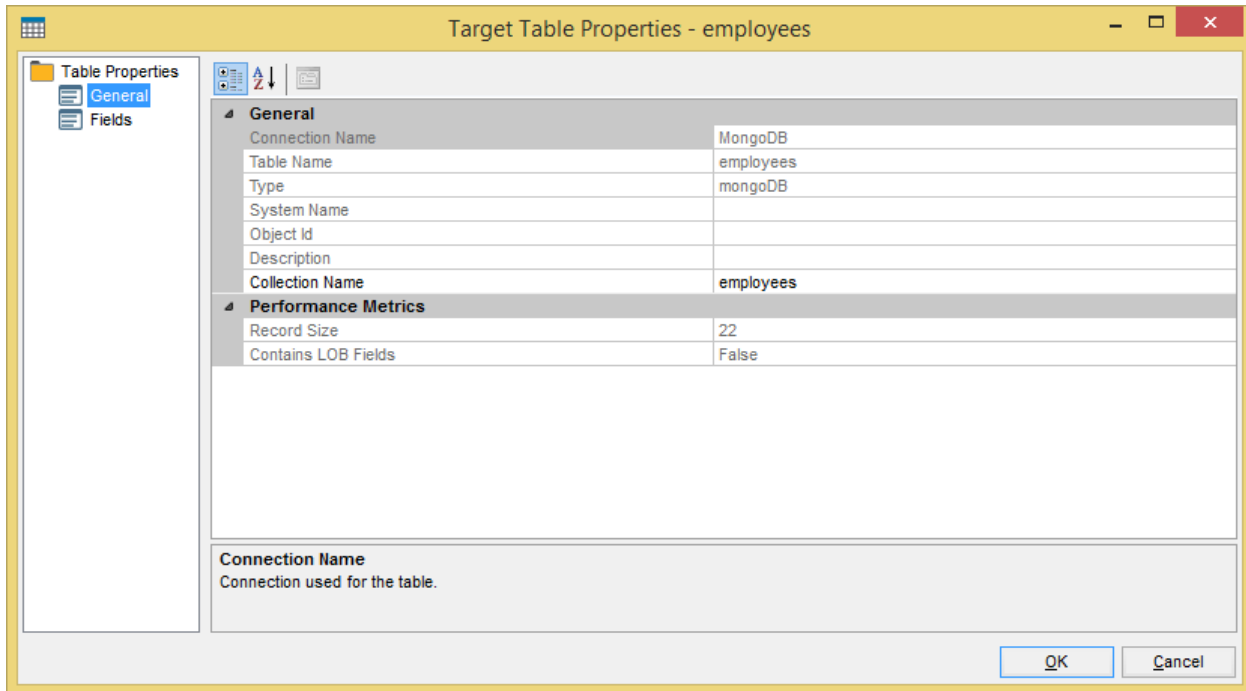 Target Table Properties - employees
Table Properties
General
Fields
General
Connection Name MongoDB
Table Name employees
Type mongoDB
System Name
Object Id
Description
Collection Name employees
Performance Metrics
Record Size 22
Contains LOB Fields False
Connection Name
Connection used for the table.
OK Cancel